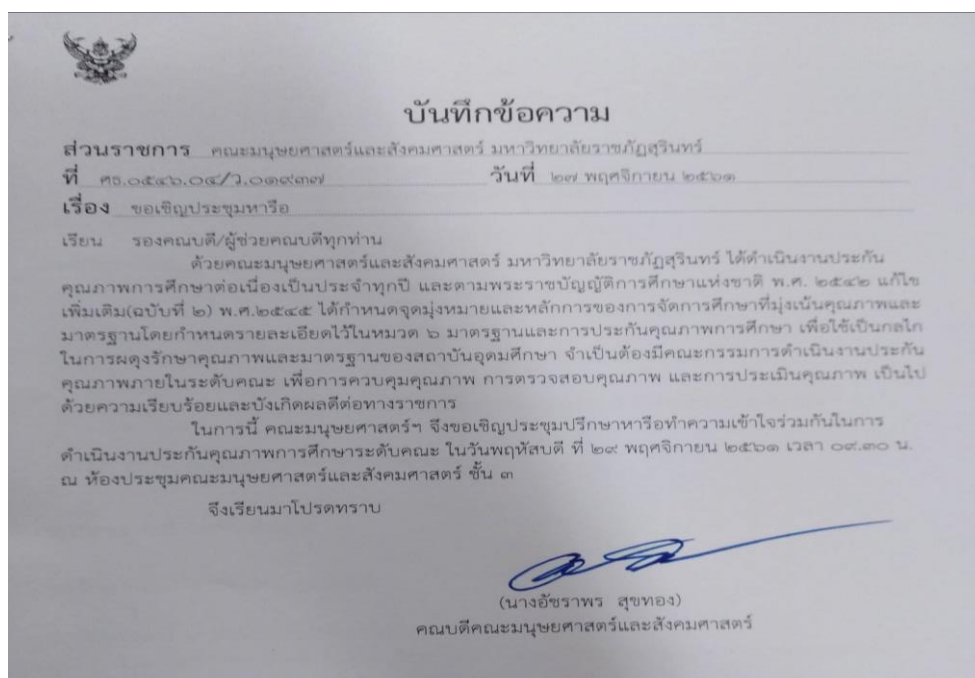 บันทึกข้อความ
ส่วนราชการ คณะมนุษยศาสตร์และสังคมศาสตร์ มหาวิทยาลัยราชภัฏสุรินทร์
ที่ ศธ.๐๕๔๖.๐๔/ว.๐๑๙๓๗ วันที่ ๒๗ พฤศจิกายน ๒๕๖๑
เรื่อง ขอเชิญประชุมหารือ
เรียน รองคณบดี/ผู้ช่วยคณบดีทุกท่าน
ด้วยคณะมนุษยศาสตร์และสังคมศาสตร์ มหาวิทยาลัยราชภัฏสุรินทร์ ได้ดำเนินงานประกัน
คุณภาพการศึกษาต่อเนื่องเป็นประจำทุกปี และตามพระราชบัญญัติการศึกษาแห่งชาติ พ.ศ. ๒๕๔๒ แก้ไข
เพิ่มเติม(ฉบับที่ ๒) พ.ศ.๒๕๔๕ ได้กำหนดจุดมุ่งหมายและหลักการของการจัดการศึกษาที่มุ่งเน้นคุณภาพและ
มาตรฐานโดยกำหนดรายละเอียดไว้ในหมวด ๖ มาตรฐานและการประกันคุณภาพการศึกษา เพื่อใช้เป็นกลไก
ในการผดุงรักษาคุณภาพและมาตรฐานของสถาบันอุดมศึกษา จำเป็นต้องมีคณะกรรมการดำเนินงานประกัน
คุณภาพภายในระดับคณะ เพื่อการควบคุมคุณภาพ การตรวจสอบคุณภาพ และการประเมินคุณภาพ เป็นไป
ด้วยความเรียบร้อยและบังเกิดผลดีต่อทางราชการ
ในการนี้ คณะมนุษยศาสตร์ฯ จึงขอเชิญประชุมปรึกษาหารือทำความเข้าใจร่วมกันในการ
ดำเนินงานประกันคุณภาพการศึกษาระดับคณะ ในวันพฤหัสบดี ที่ ๒๙ พฤศจิกายน ๒๕๖๑ เวลา ๐๙.๓๐ น.
ณ ห้องประชุมคณะมนุษยศาสตร์และสังคมศาสตร์ ชั้น ๓
จึงเรียนมาโปรดทราบ
(นางอัชราพร สุขทอง)
คณบดีคณะมนุษยศาสตร์และสังคมศาสตร์